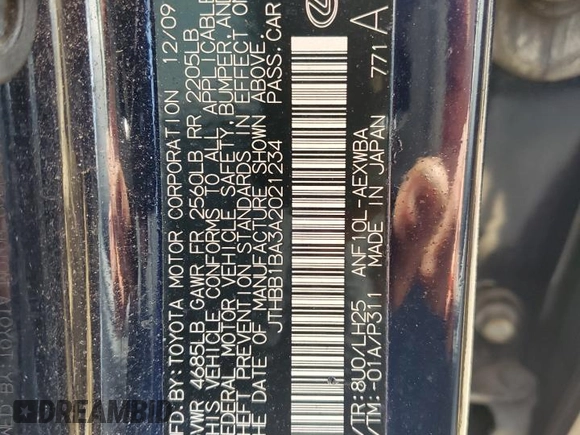 MFD.BY:TOYOTA MOTOR CORPORATION 12/09
GVWR 4685LB GAWR FR 2560LB RR 2205LB
THIS VEHICLE CONFORMS TO ALL APPLICABLE
FEDERAL MOTOR VEHICLE SAFETY, BUMPER, AND
THEFT PREVENTION STANDARDS IN EFFECT ON
THE DATE OF MANUFACTURE SHOWN ABOVE.
JTHBB1BA3A2021234 PASS.CAR
C/TR:8U0/LH25 ANF10L-AEXWBA
A/TM:-01A/P311 MADE IN JAPAN 771 A
DREAMBID